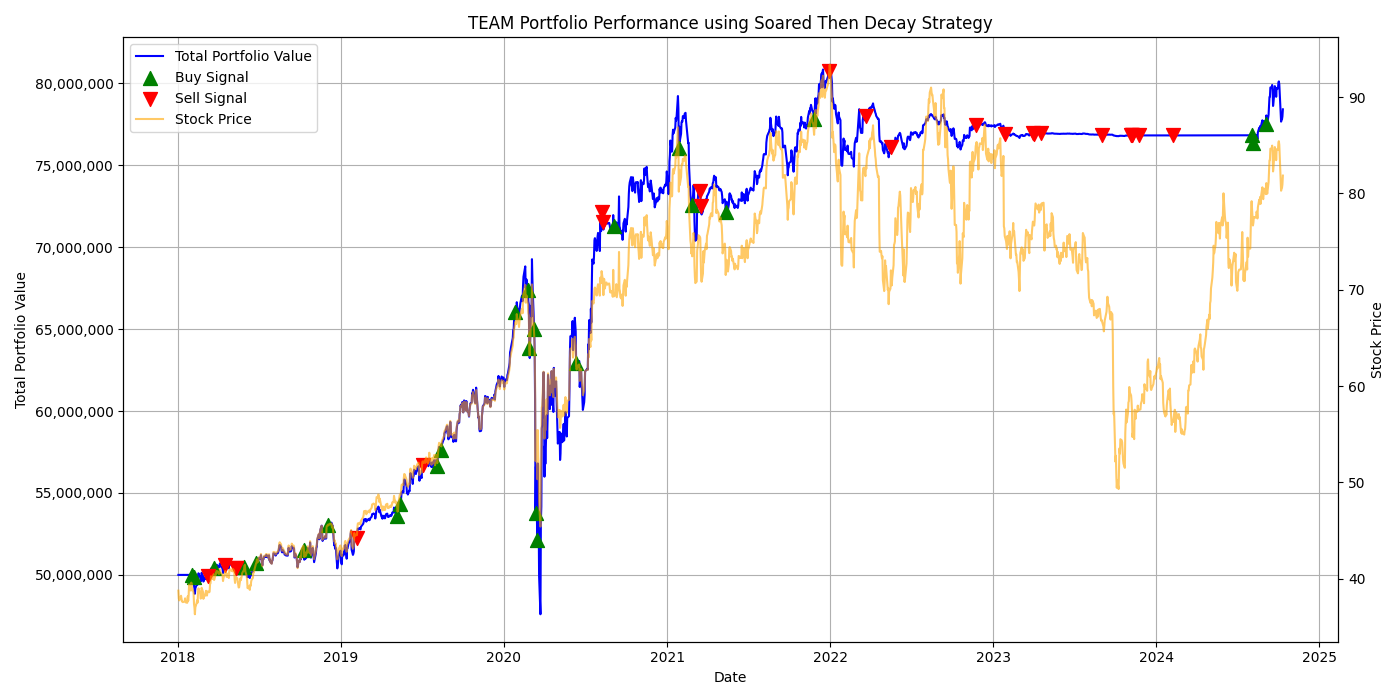 TEAM Portfolio Performance using Soared Then Decay Strategy
Total Portfolio Value
Buy Signal
Sell Signal
Stock Price
80,000,000
75,000,000
70,000,000
65,000,000
60,000,000
55,000,000
50,000,000
Total Portfolio Value
90
80
70
60
50
40
Stock Price
2018
2019
2020
2021
2022
2023
2024
2025
Date